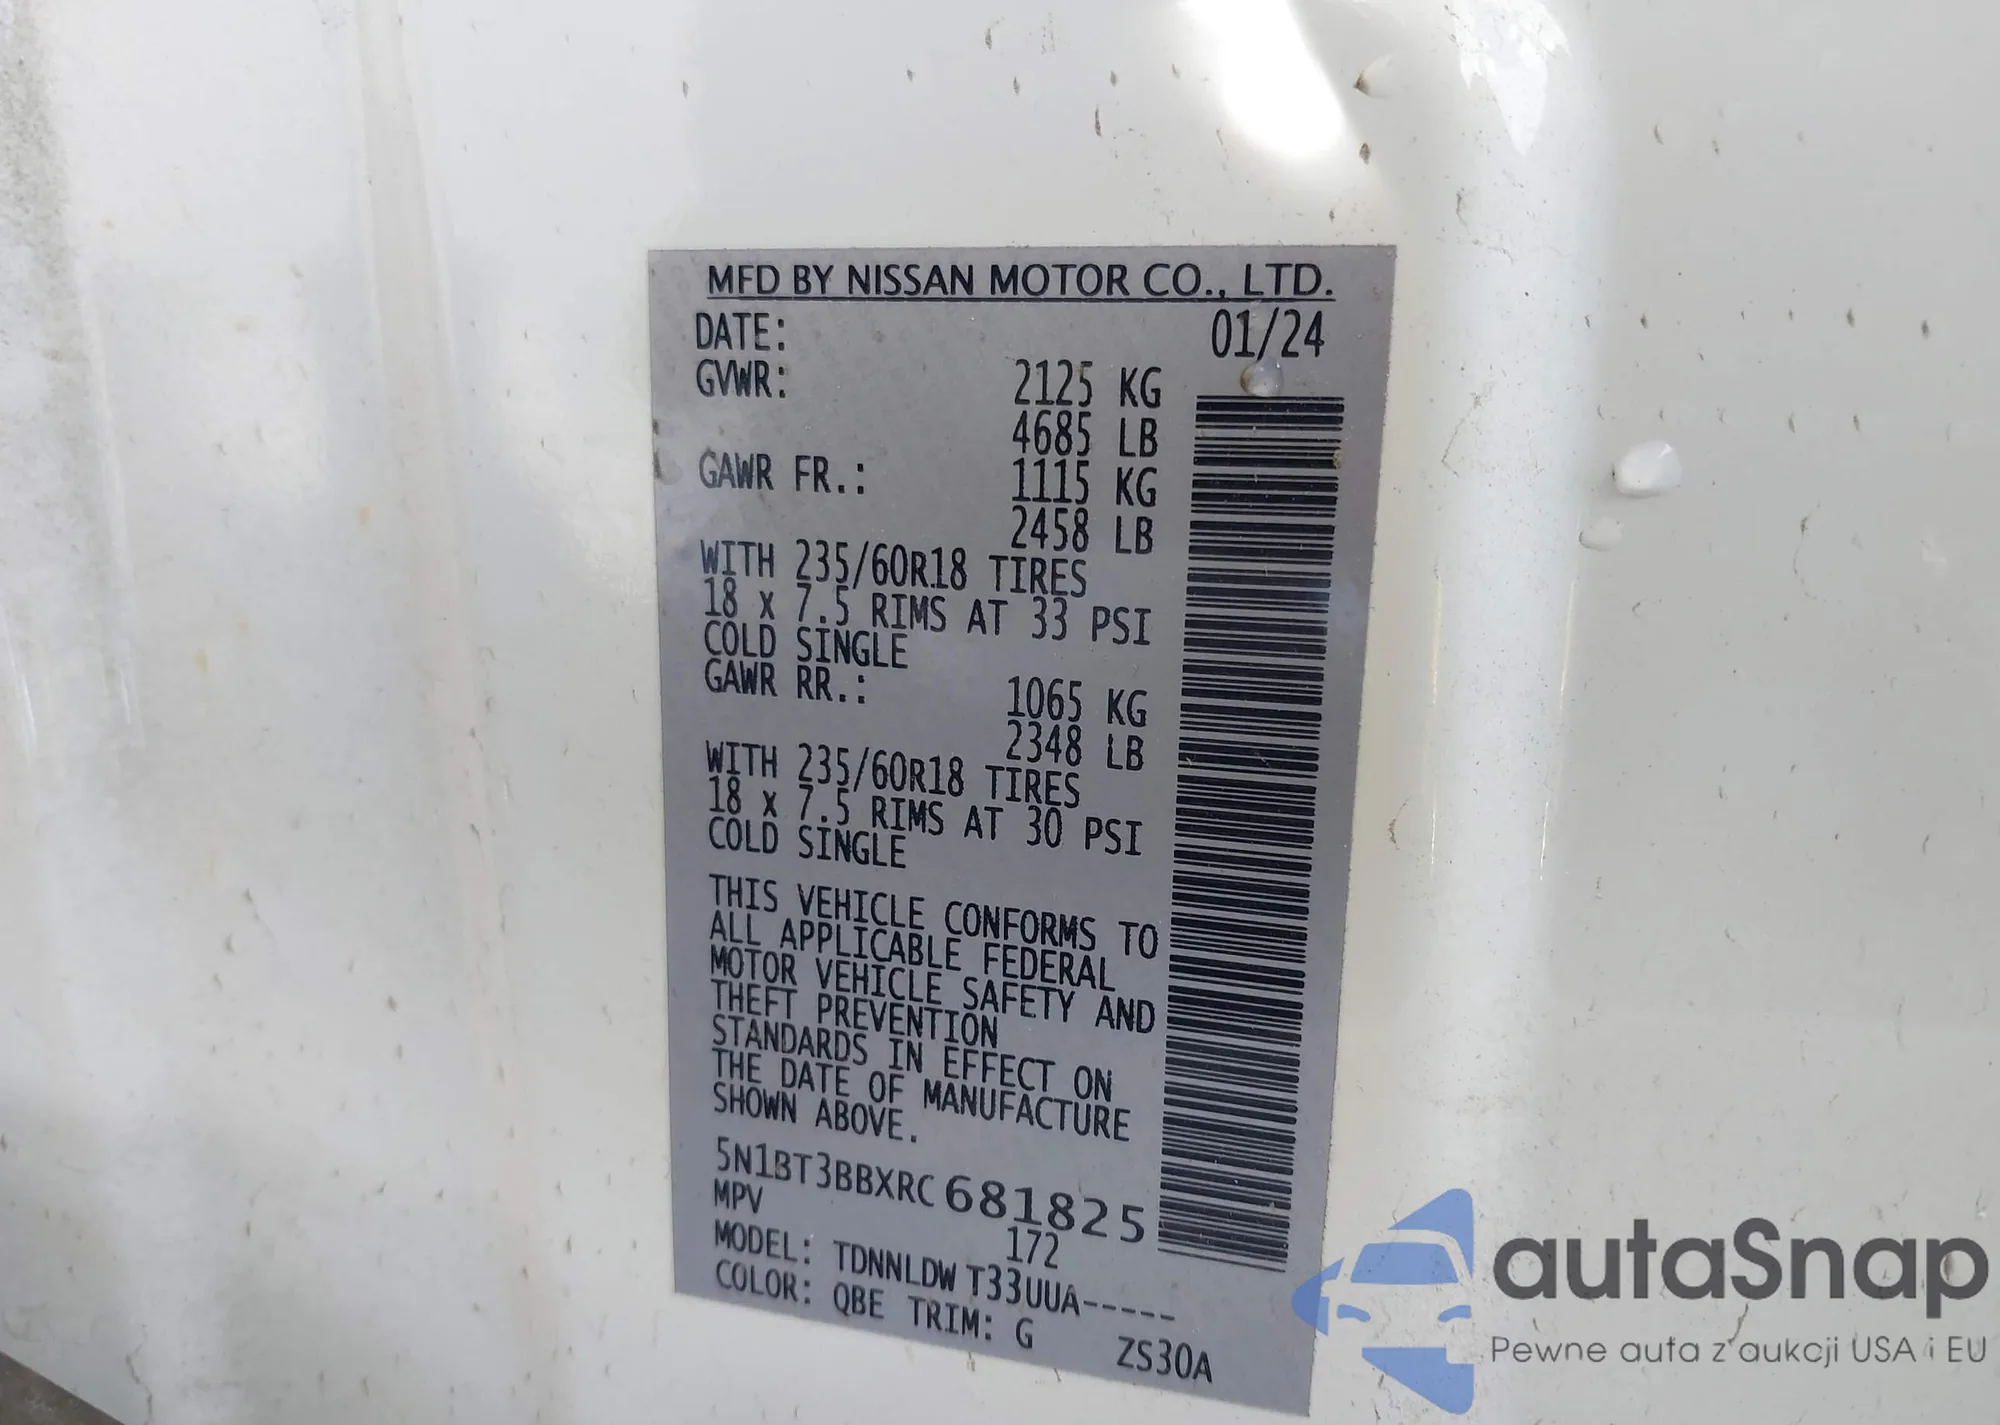 MFD BY NISSAN MOTOR CO., LTD.
DATE: 01/24
GVWR: 2125 KG
4685 LB
GAWR FR.: 1115 KG
2458 LB
WITH 235/60R18 TIRES
18 x 7.5 RIMS AT 33 PSI
COLD SINGLE
GAWR RR.: 1065 KG
2348 LB
WITH 235/60R18 TIRES
18 x 7.5 RIMS AT 30 PSI
COLD SINGLE
THIS VEHICLE CONFORMS TO
ALL APPLICABLE FEDERAL
MOTOR VEHICLE SAFETY AND
THEFT PREVENTION
STANDARDS IN EFFECT ON
THE DATE OF MANUFACTURE
SHOWN ABOVE.
5N1BT3BBXRC681825
MPV 172
MODEL: TDNNLDW T33UUA-----
COLOR: QBE TRIM: G ZS30A
autaSnap
Pewne auta z aukcji USA i EU